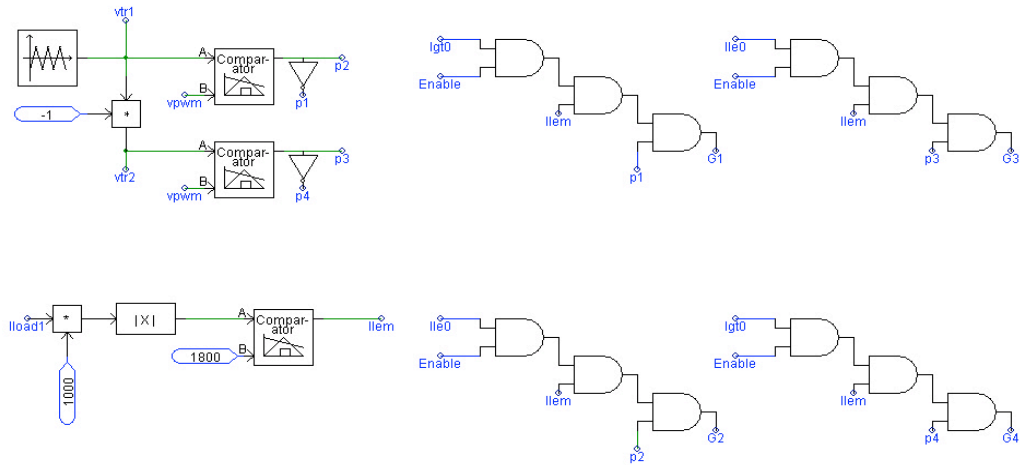 vtr1
A
Compar-
ator
B
vpwm
p2
p1
-1
*
vtr2
A
Compar-
ator
B
vpwm
p3
p4
Igt0
Enable
Ilem
p1
G1
Ile0
Enable
Ilem
p3
G3
Iload1
*
1000
|X|
A
Compar-
ator
B
1800
Ilem
Ile0
Enable
Ilem
p2
G2
Igt0
Enable
Ilem
p4
G4